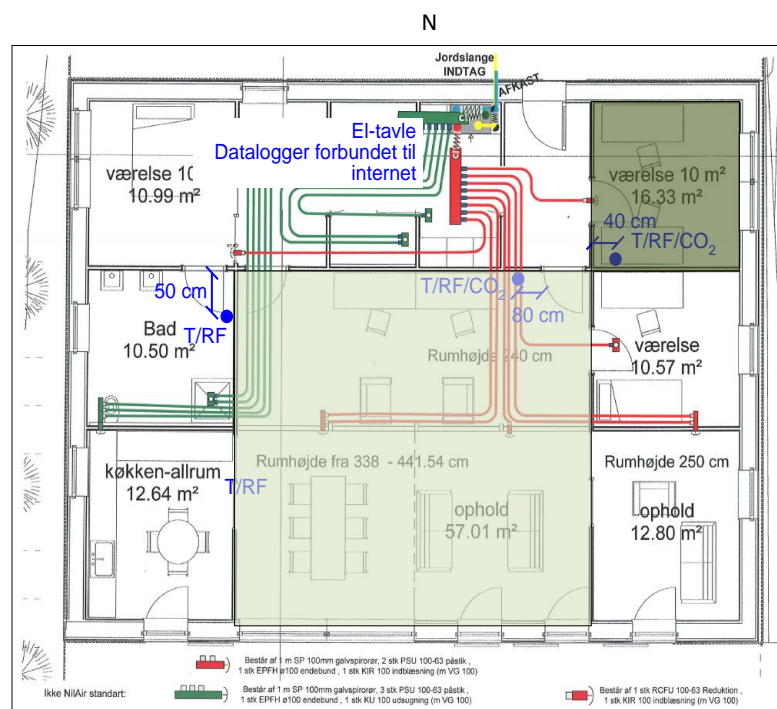 N
Jordslange
INDTAG
AFKAST.
El-tavle
Datalogger forbundet til
internet
værelse 10
10.99 m²
værelse 10 m²
16.33 m²
40 cm
T/RF/CO₂
50 cm
T/RF
Bad
10.50 m²
T/RF/CO₂
80 cm
Rumhøjde 240 cm
værelse
10.57 m²
køkken-allrum
12.64 m²
T/RF
Rumhøjde fra 338 - 441.54 cm
ophold
57.01 m²
Rumhøjde 250 cm
ophold
12.80 m²
Består af 1 m SP 100mm galvspirorør, 2 stk PSU 100-63 påstik ,
1 stk EPFH ø100 endebund , 1 stk KIR 100 indblæsning (m VG 100)
Ikke NilAir standart:
Består af 1 m SP 100mm galvspirorør, 3 stk PSU 100-63 påstik ,
1 stk EPFH ø100 endebund , 1 stk KU 100 udsugning (m VG 100)
Består af 1 stk RCFU 100-63 Reduktion ,
1 stk KIR 100 indblæsning (m VG 100)